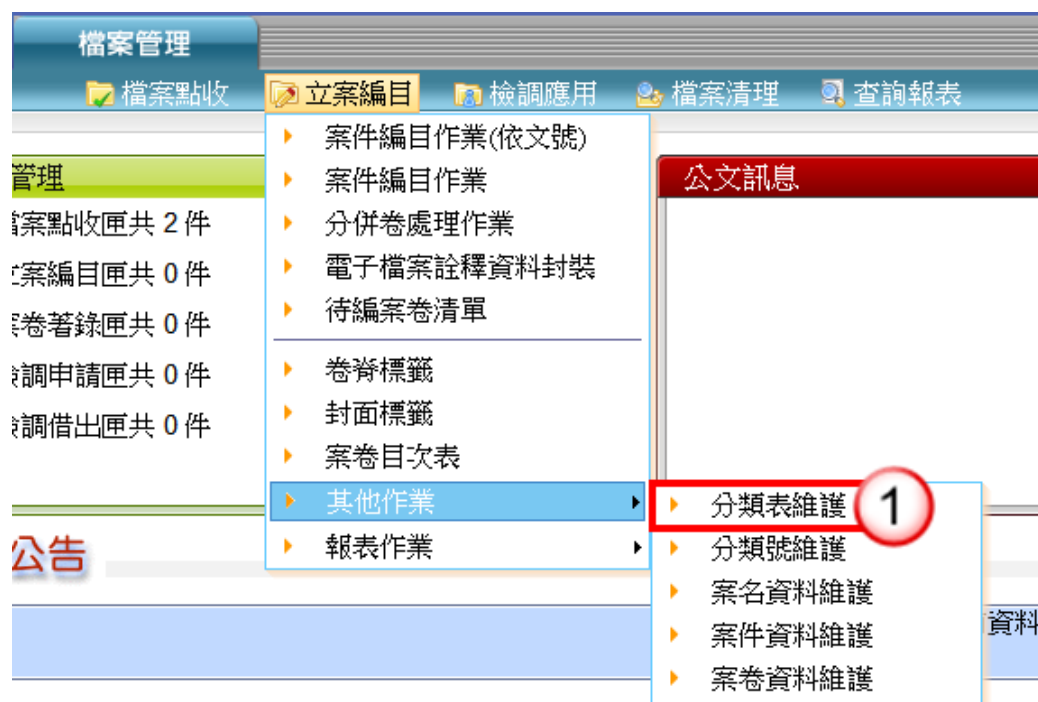 檔案管理
檔案點收 立案編目 檢調應用 檔案清理 查詢報表
案件編目作業(依文號)
案件編目作業
分併卷處理作業
電子檔案詮釋資料封裝
待編案卷清單
卷脊標籤
封面標籤
案卷目次表
其他作業
報表作業
分類表維護 1
分類號維護
案名資料維護
案件資料維護
案卷資料維護
管理
檔案點收匣共 2 件
立案編目匣共 0 件
案卷著錄匣共 0 件
檢調申請匣共 0 件
檢調借出匣共 0 件
公文訊息
公告
資料